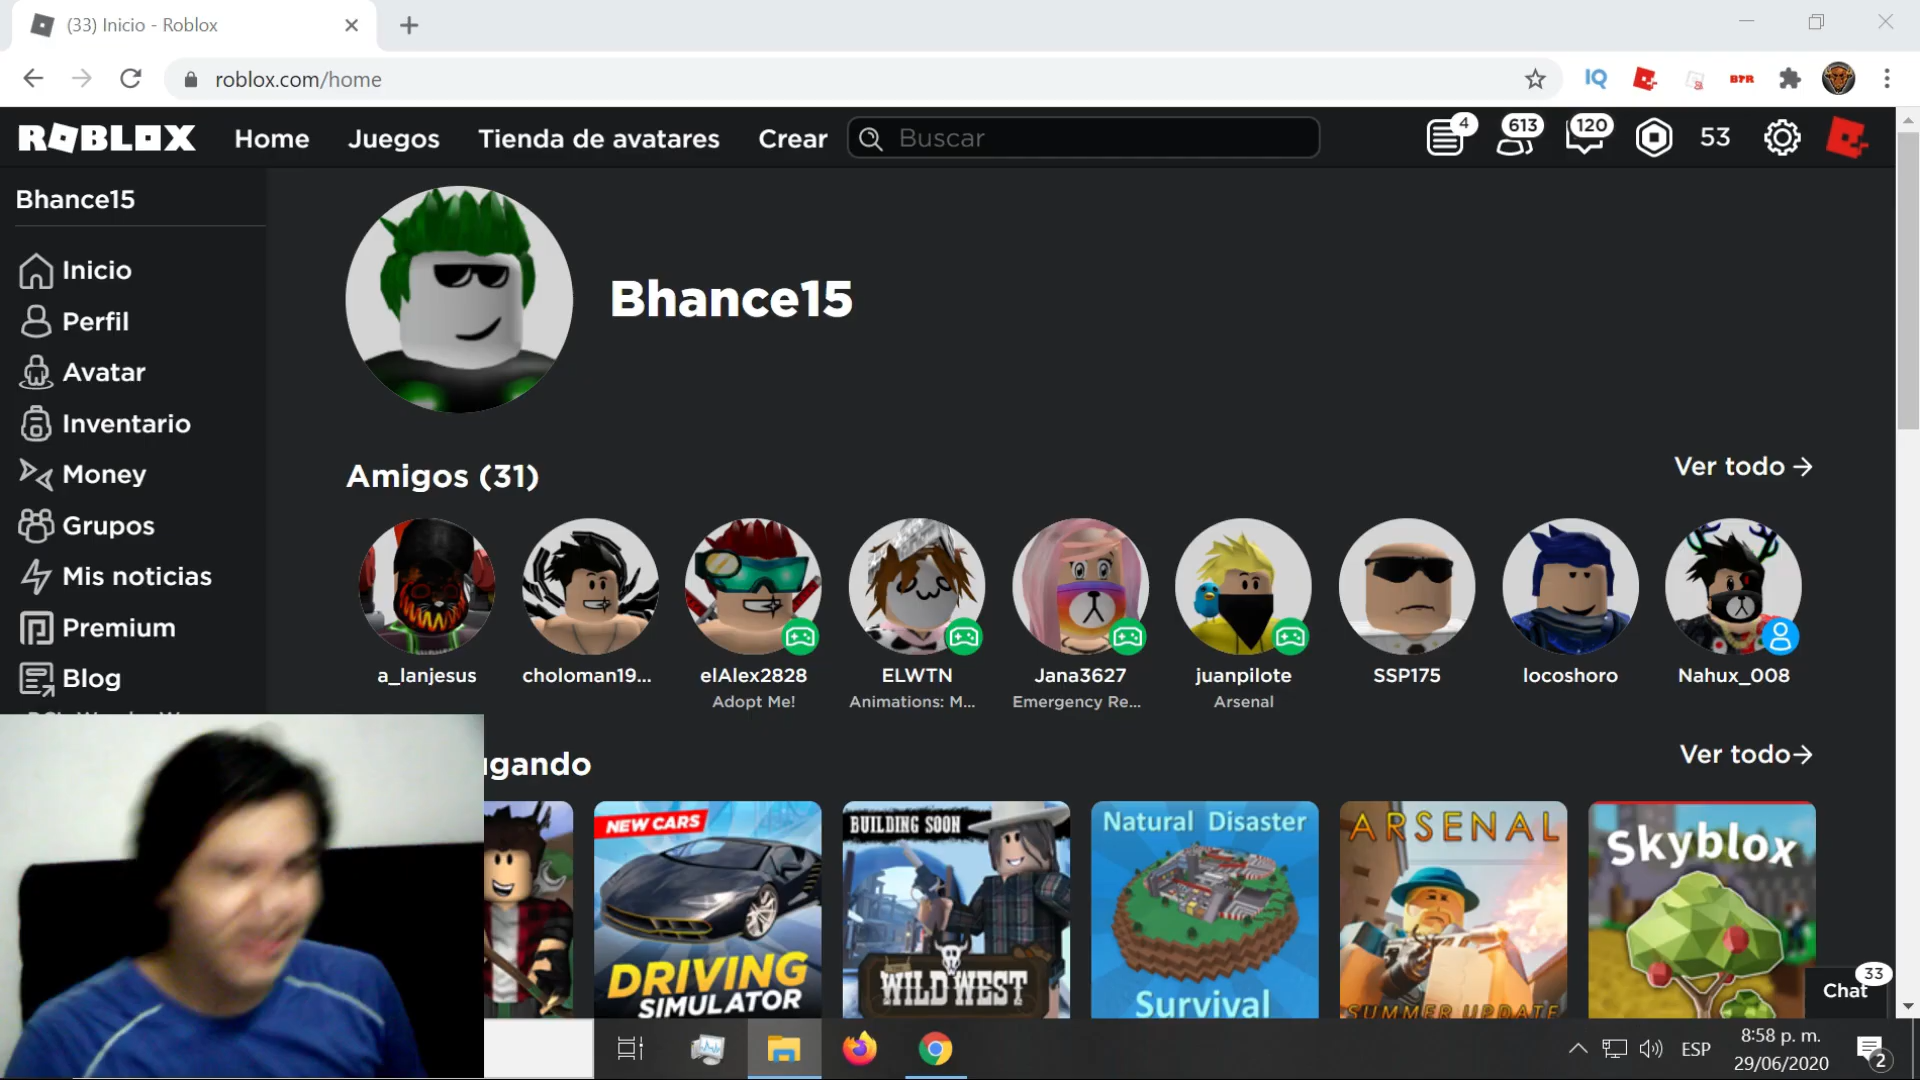 (33) Inicio - Roblox
roblox.com/home
IQ
BTR
ROBLOX
Home
Juegos
Tienda de avatares
Crear
Buscar
4
613
120
53
Bhance15
Inicio
Perfil
Avatar
Inventario
Money
Grupos
Mis noticias
Premium
Blog
Bhance15
Amigos (31)
Ver todo
a_lanjesus
choloman19...
elAlex2828
Adopt Me!
ELWTN
Animations: M...
Jana3627
Emergency Re...
juanpilote
Arsenal
SSP175
locoshoro
Nahux_008
ugando
Ver todo
NEW CARS
DRIVING
SIMULATOR
BUILDING SOON
WILD WEST
Natural Disaster
Survival
ARSENAL
SUMMER UPDATE
Skyblox
Chat
33
ESP
8:58 p. m.
29/06/2020
2